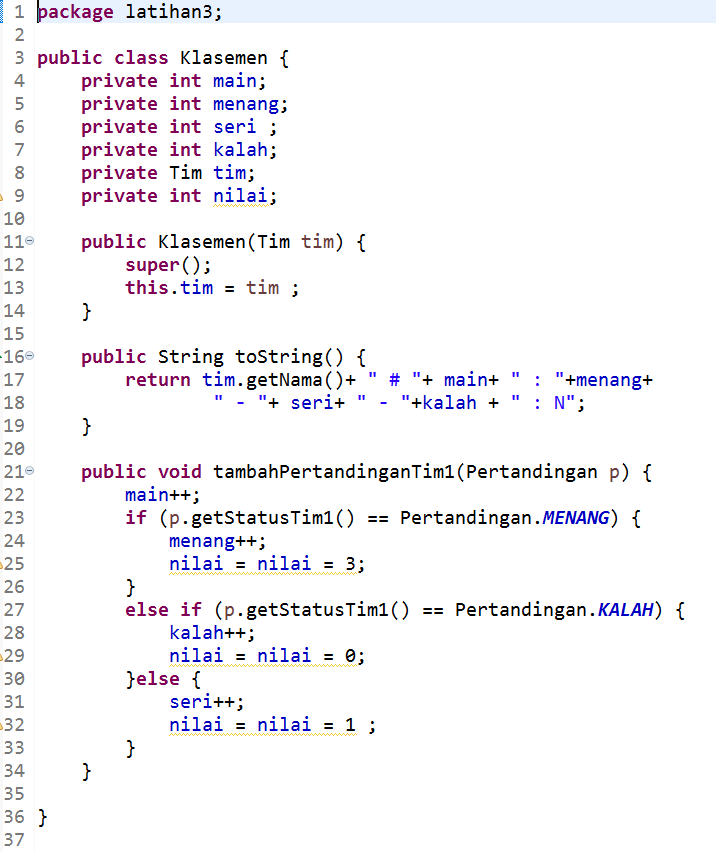 1 package latihan3;
2
3 public class Klasemen {
4     private int main;
5     private int menang;
6     private int seri ;
7     private int kalah;
8     private Tim tim;
9     private int nilai;
10
11     public Klasemen(Tim tim) {
12         super();
13         this.tim = tim ;
14     }
15
16     public String toString() {
17         return tim.getNama()+ " # "+ main+ " : "+menang+
18                 " - "+ seri+ " - "+kalah + " : N";
19     }
20
21     public void tambahPertandinganTim1(Pertandingan p) {
22         main++;
23         if (p.getStatusTim1() == Pertandingan.MENANG) {
24             menang++;
25             nilai = nilai = 3;
26         }
27         else if (p.getStatusTim1() == Pertandingan.KALAH) {
28             kalah++;
29             nilai = nilai = 0;
30         }else {
31             seri++;
32             nilai = nilai = 1 ;
33         }
34     }
35
36 }
37